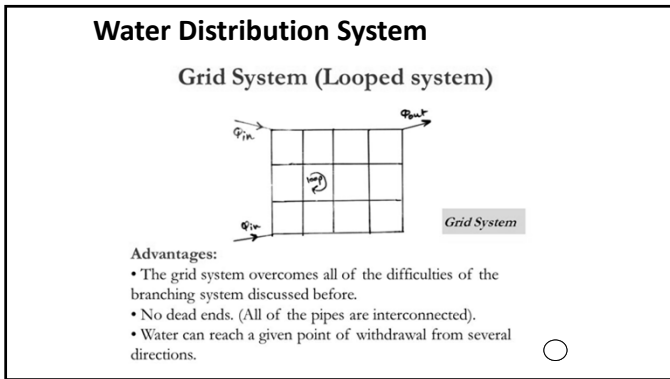 Water Distribution System
Grid System (Looped system)
Qout
Qin
loop
Qin
Grid System
Advantages:
• The grid system overcomes all of the difficulties of the
branching system discussed before.
• No dead ends. (All of the pipes are interconnected).
• Water can reach a given point of withdrawal from several
directions.